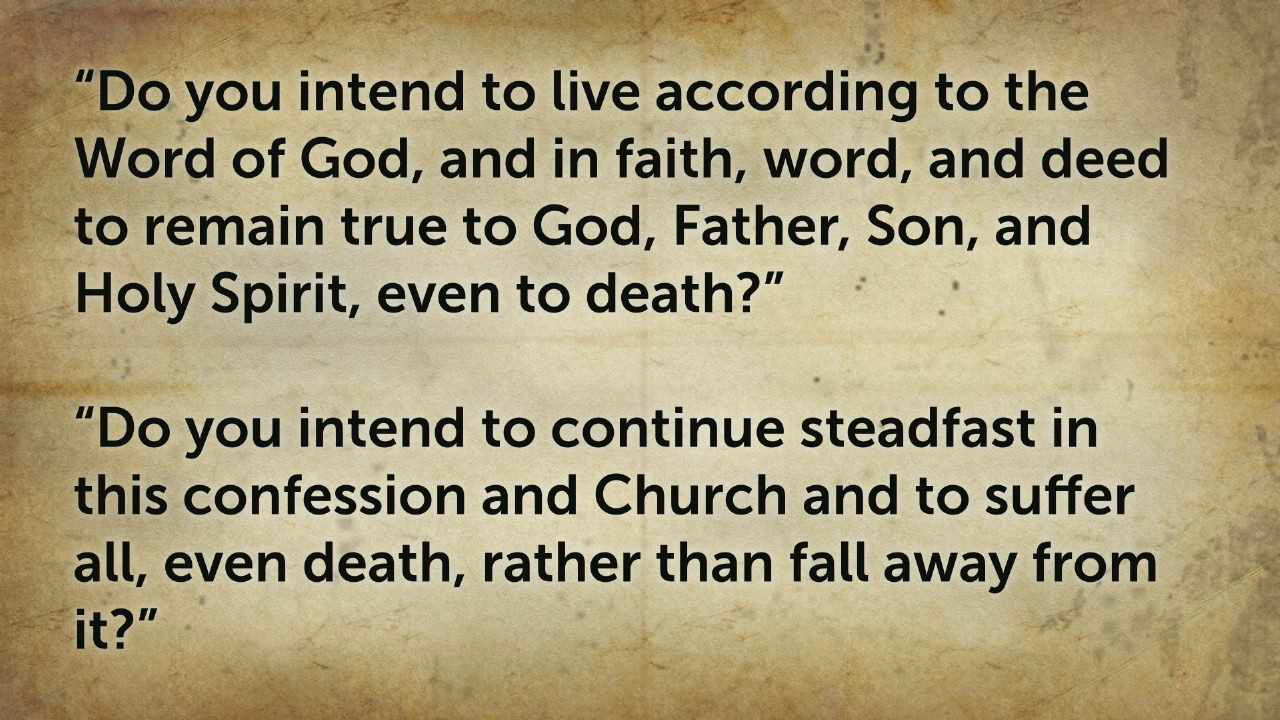 “Do you intend to live according to the
Word of God, and in faith, word, and deed
to remain true to God, Father, Son, and
Holy Spirit, even to death?”
“Do you intend to continue steadfast in
this confession and Church and to suffer
all, even death, rather than fall away from
it?”